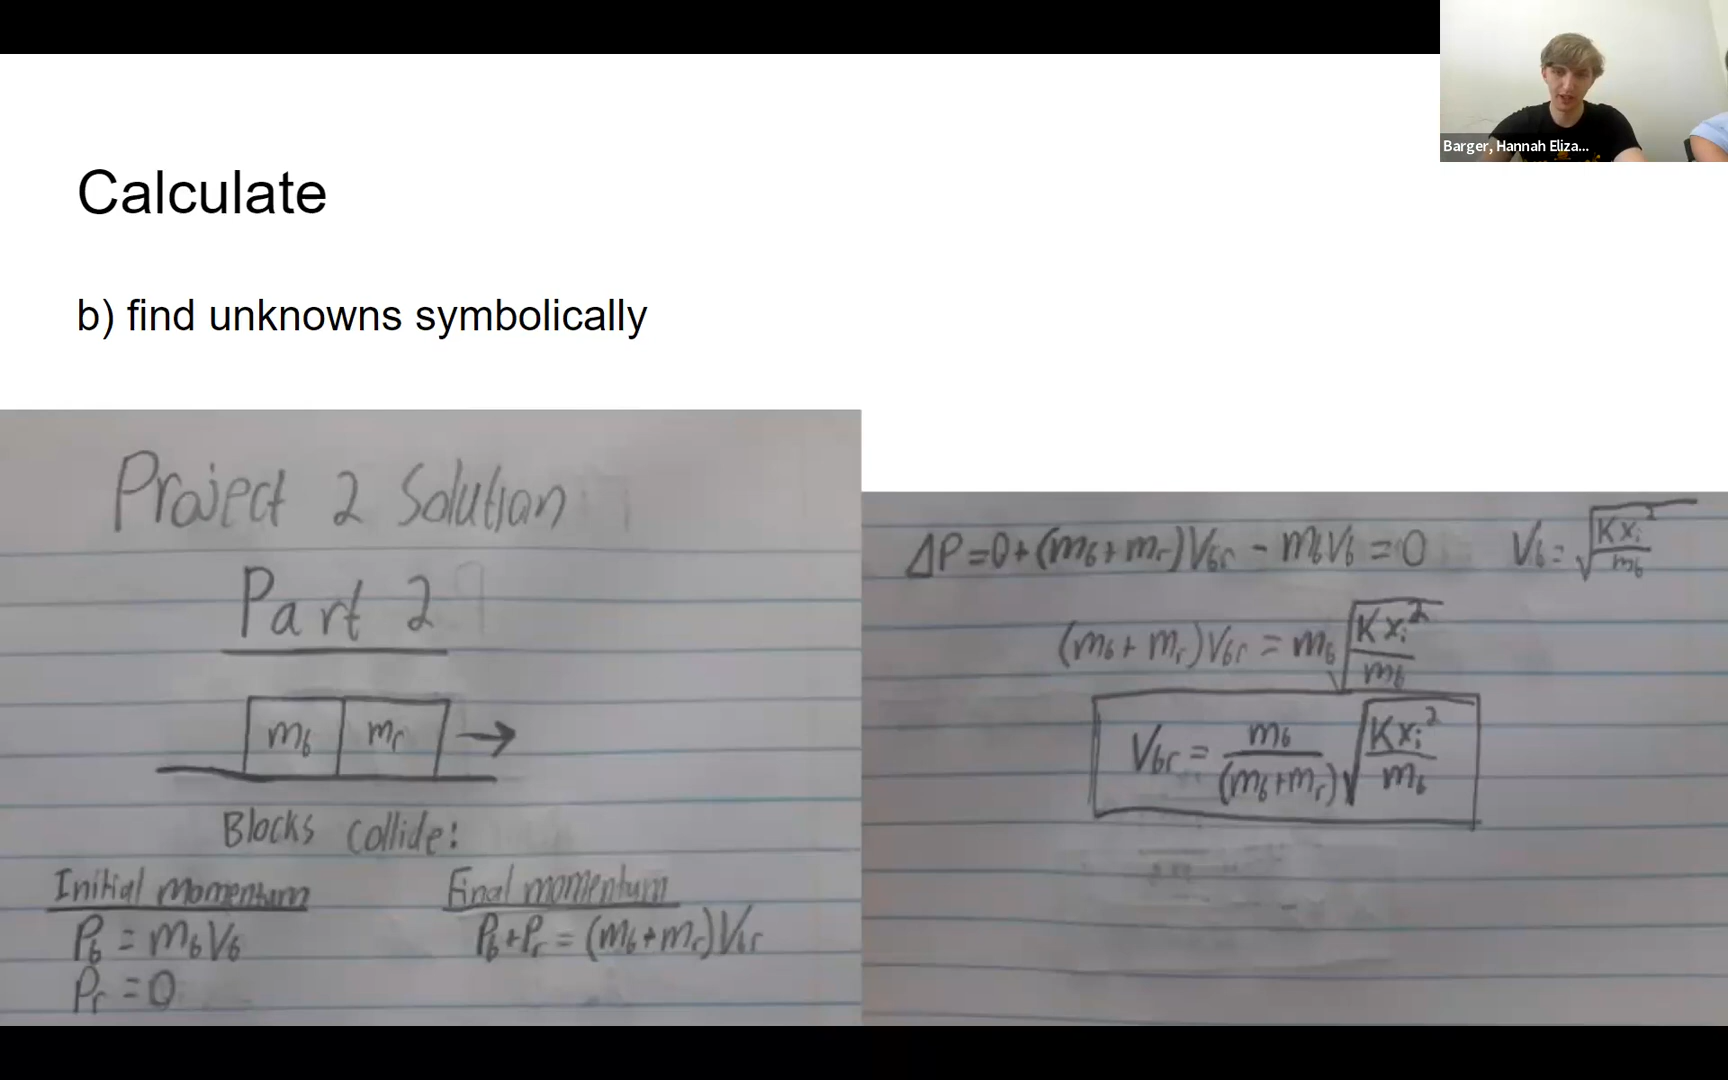 Barger, Hannah Eliza...
Calculate
b) find unknowns symbolically
Project 2 Solution
Part 2
m_b m_r →
Blocks collide:
Initial momentum
P_b = m_b V_b
P_r = 0
Final momentum
P_b + P_r = (m_b + m_r) V_br
ΔP = 0 + (m_b + m_r) V_br - m_b V_b = 0
V_b = √(Kx_i²/m_b)
(m_b + m_r) V_br = m_b √(Kx_i²/m_b)
V_br = m_b/(m_b + m_r) √(Kx_i²/m_b)